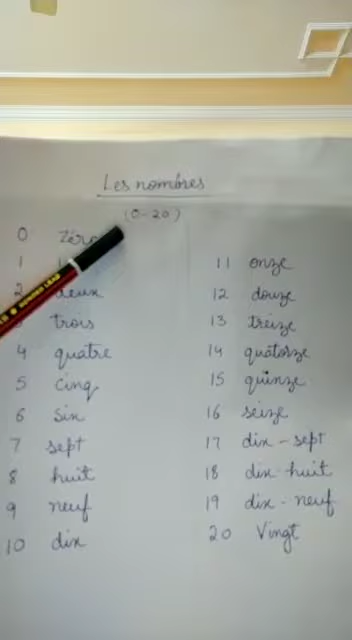 Les nombres
(0-20)
0 Zéro
1
2 deux
trois
4 quatre
5 cinq
6 six
7 sept
8 huit
9 neuf
10 dix
11 onze
12 douze
13 treize
14 quatorze
15 quinze
16 seize
17 dix-sept
18 dix-huit
19 dix-neuf
20 Vingt